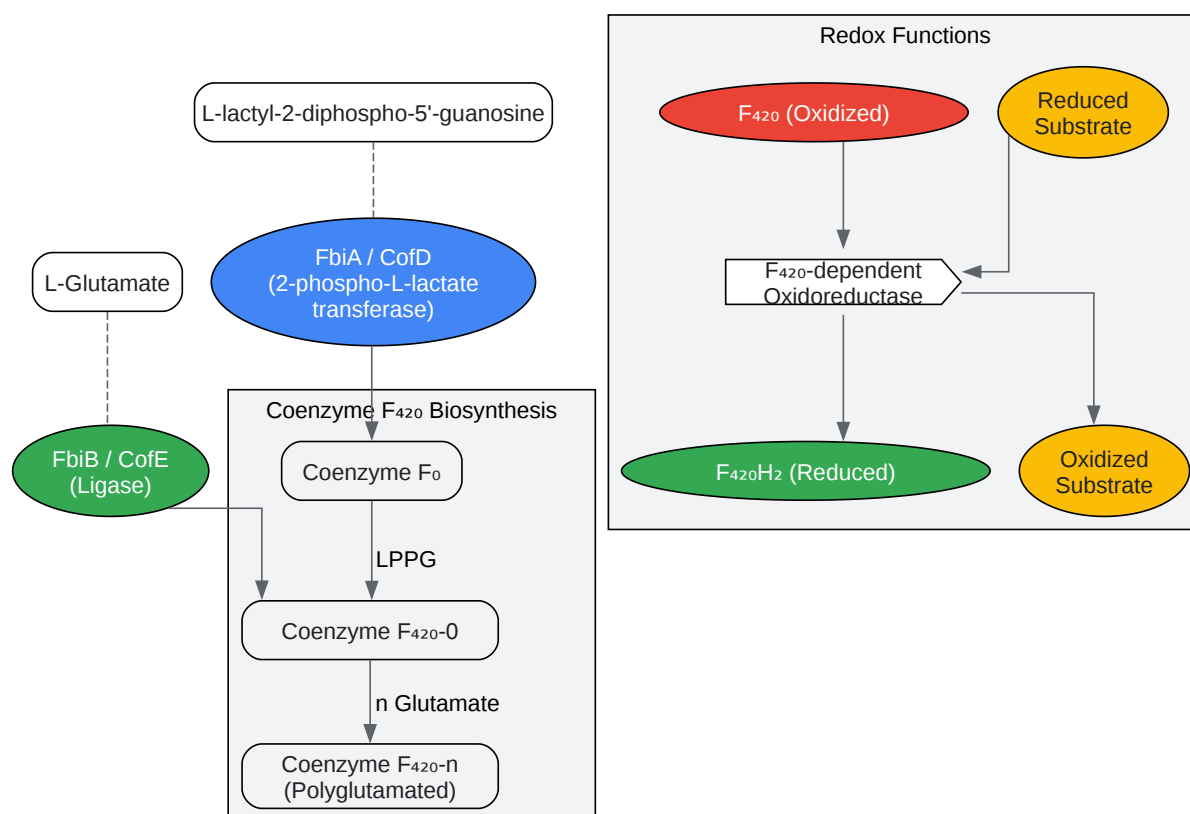 L-lactyl-2-diphospho-5'-guanosine
L-Glutamate
FbiA / CofD
(2-phospho-L-lactate
transferase)
FbiB / CofE
(Ligase)
Coenzyme F₄₂₀ Biosynthesis
Coenzyme F₀
LPPG
Coenzyme F₄₂₀-0
n Glutamate
Coenzyme F₄₂₀-n
(Polyglutamated)
Redox Functions
F₄₂₀ (Oxidized)
Reduced
Substrate
F₄₂₀-dependent
Oxidoreductase
F₄₂₀H₂ (Reduced)
Oxidized
Substrate